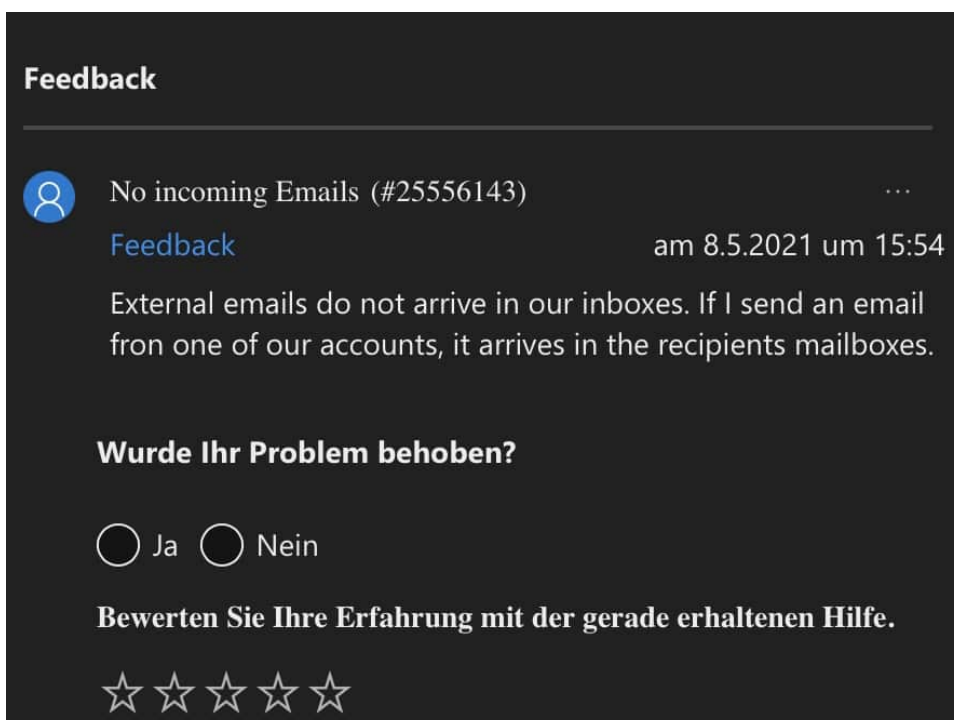 Feedback
No incoming Emails (#25556143)
...
Feedback
am 8.5.2021 um 15:54
External emails do not arrive in our inboxes. If I send an email
fron one of our accounts, it arrives in the recipients mailboxes.
Wurde Ihr Problem behoben?
Ja Nein
Bewerten Sie Ihre Erfahrung mit der gerade erhaltenen Hilfe.